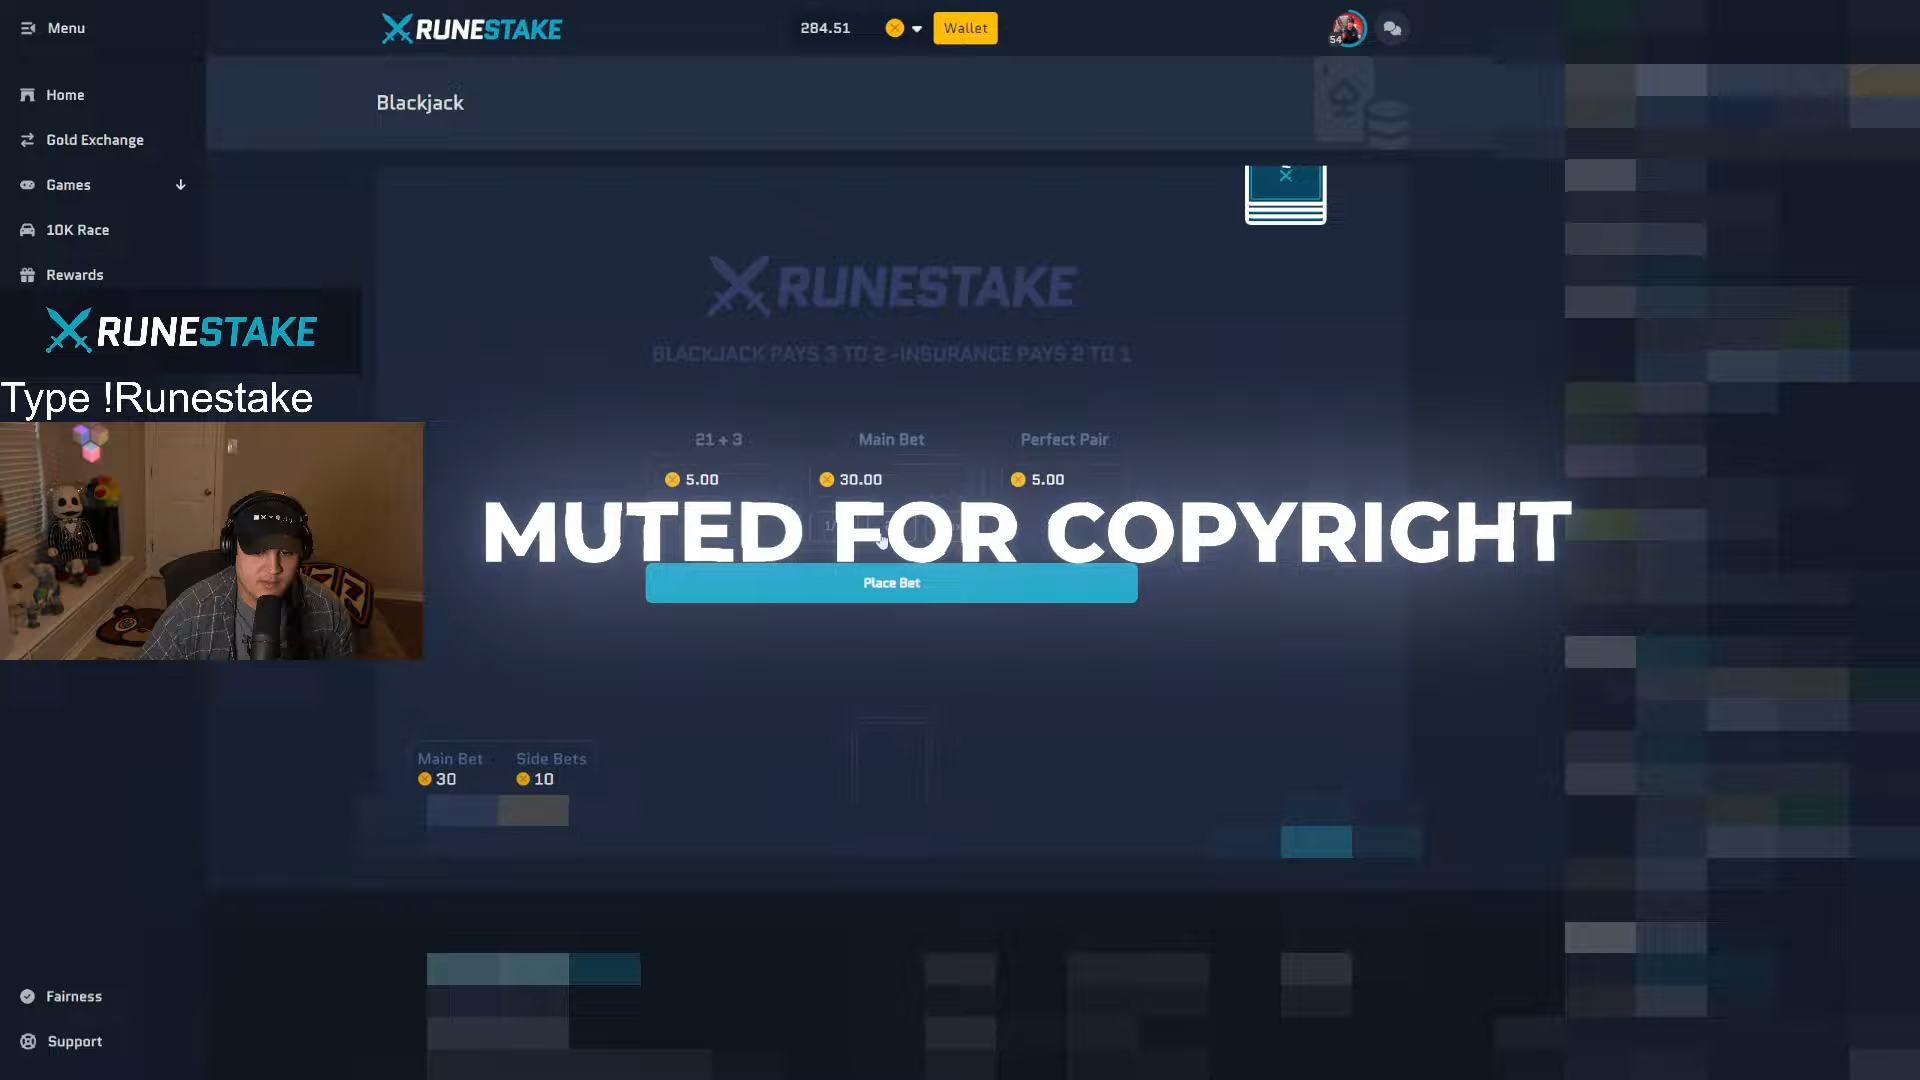 Menu
RUNESTAKE
284.51
Wallet
54
Home
Gold Exchange
Games
10K Race
Rewards
Blackjack
RUNESTAKE
Type !Runestake
RUNESTAKE
BLACKJACK PAYS 3 TO 2 -INSURANCE PAYS 2 TO 1
21 + 3
Main Bet
Perfect Pair
5.00
30.00
5.00
MUTED FOR COPYRIGHT
Place Bet
Main Bet
Side Bets
30
10
Fairness
Support